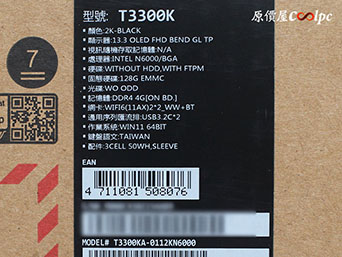 型號: T3300K
原價屋Coolpc
•顏色:2K-BLACK
•顯示器:13.3 OLED FHD BEND GL TP
•視訊隨機存取記憶體:N/A
•處理器:INTEL N6000/BGA
•硬碟:WITHOUT HDD,WITH FTPM
•固態硬碟:128G EMMC
•光碟:WO ODD
•記憶體:DDR4 4G[ON BD.]
•網卡:WIFI6(11AX)2*2_WW+BT
•通用序列匯流排:USB3.2C*2
•作業系統:WIN11 64BIT
•鍵盤語文:TAIWAN
•配件:3CELL 50WH,SLEEVE
7
EAN
4 711081 508076
MODEL# T3300KA-0112KN6000